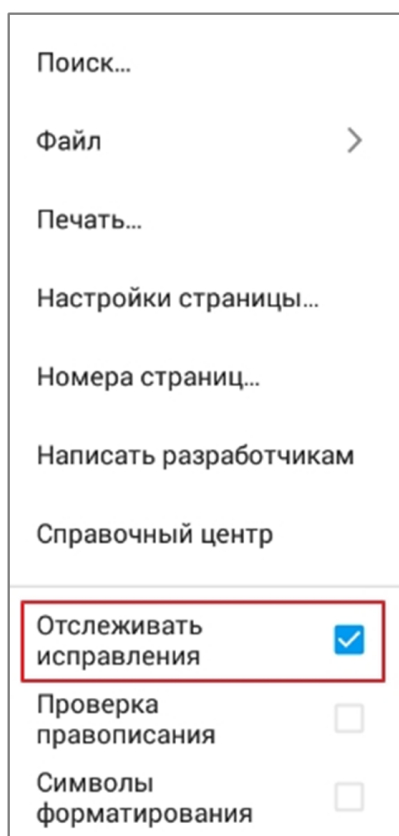 Поиск...
Файл
Печать...
Настройки страницы...
Номера страниц...
Написать разработчикам
Справочный центр
Отслеживать
исправления
Проверка
правописания
Символы
форматирования